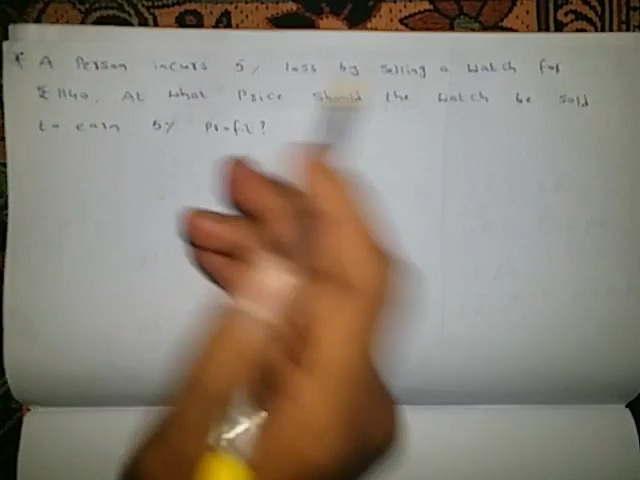 * A Person incurs 5% loss by Selling a watch for
₹ 1140. At what Price should the watch be sold
to earn 5% Profit?